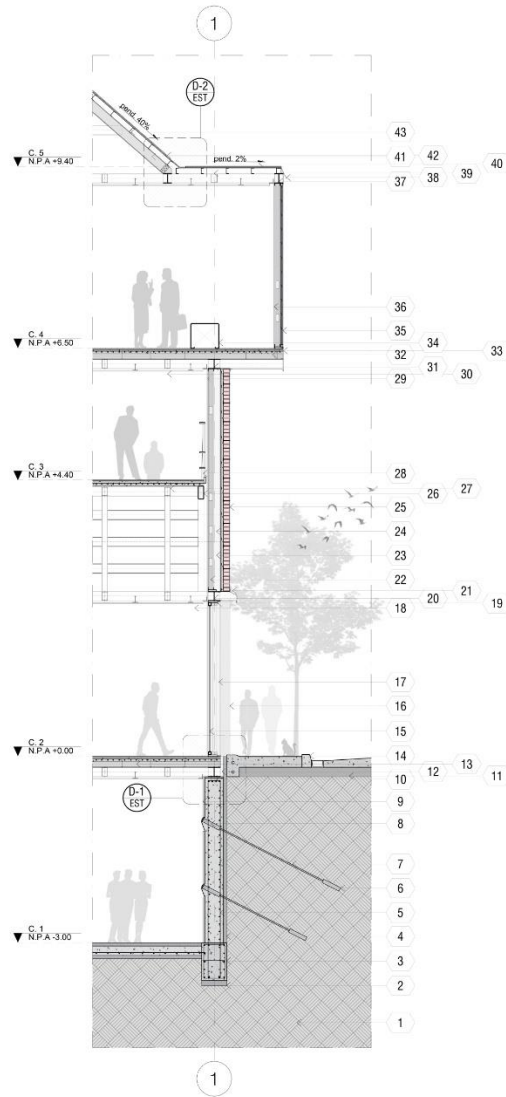 1
D-2
EST
pend. 40%
pend. 2%
C. 5
N.P.A +9.40
43
41
42
40
39
38
37
36
35
C. 4
N.P.A +6.50
34
33
32
31
30
29
C. 3
N.P.A +4.40
28
27
26
25
24
23
22
21
20
19
18
17
16
15
C. 2
N.P.A +0.00
14
13
12
11
10
D-1
EST
9
8
7
6
5
C. 1
N.P.A -3.00
4
3
2
1
1